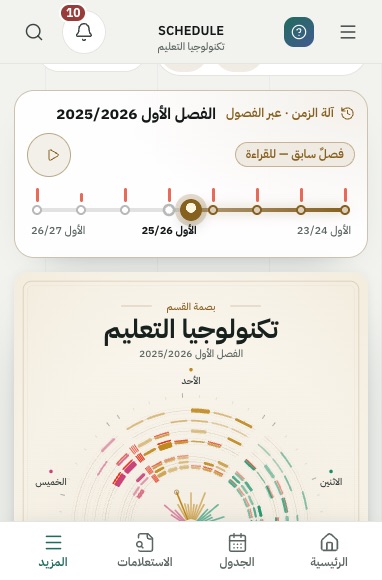 10
SCHEDULE
تكنولوجيا التعليم
آلة الزمن · عبر الفصول
الفصل الأول 2025/2026
فصلٌ سابق — للقراءة
الأول 23/24
الأول 25/26
الأول 26/27
بصمة القسم
تكنولوجيا التعليم
الفصل الأول 2025/2026
الأحد
الاثنين
الخميس
الرئيسية
الجدول
الاستعلامات
المزيد